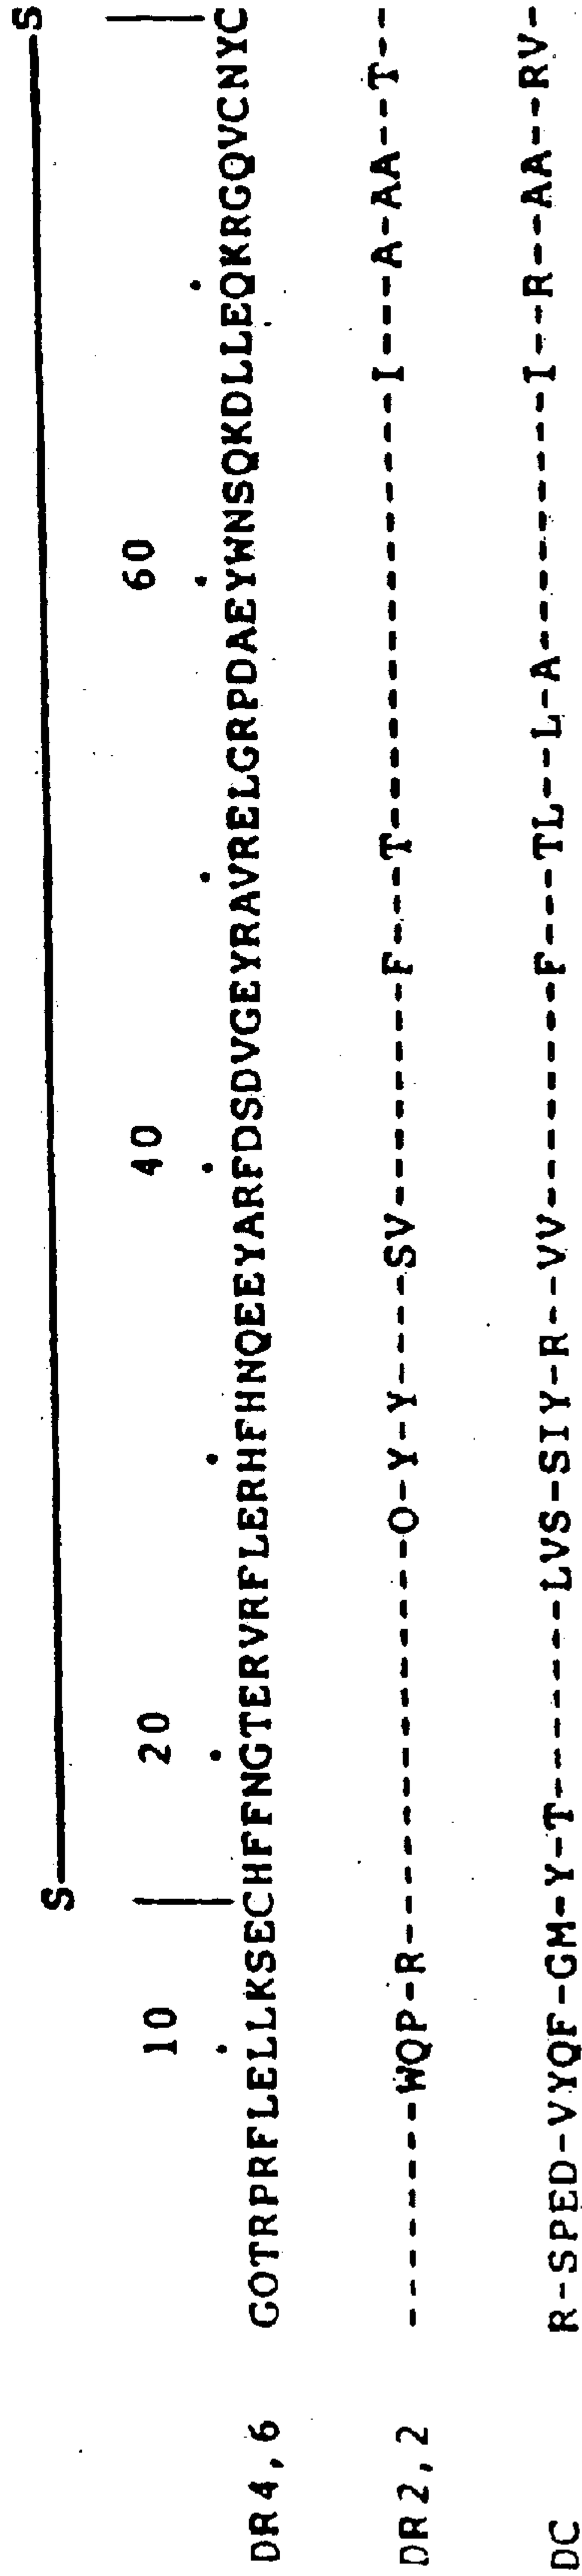 S S
10 20 40 60
DR4,6 GOTRPRFLELLKSECHFFNGTERVRFLERHFHNQEEYARFDSDVGEYRAVRELGRPDAEYWNSQKDLLEQKRGQVCNYC
DR2,2 --------WQP-R--------------O-Y-Y----SV--------F---T---------------I---A-AA--T--
DC R-SPED-VYQF-GM-Y-T-------LVS-SIY-R--VV--------F---TL--L-A---------I--R--AA--RV-